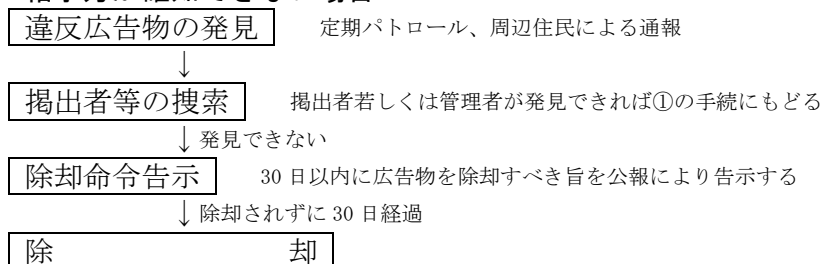 違反広告物の発見 定期パトロール、周辺住民による通報
↓
掲出者等の捜索 掲出者若しくは管理者が発見できれば①の手続にもどる
↓ 発見できない
除却命令告示 30日以内に広告物を除却すべき旨を公報により告示する
↓ 除却されずに30日経過
除 却